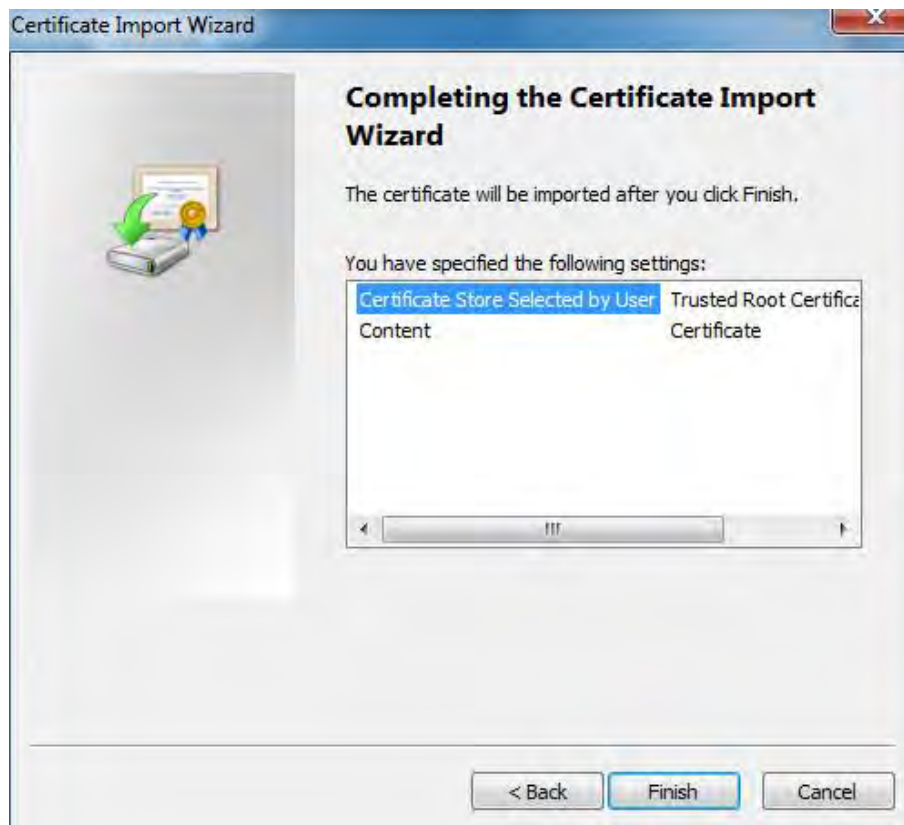 Certificate Import Wizard
Completing the Certificate Import
Wizard
The certificate will be imported after you click Finish.
You have specified the following settings:
Certificate Store Selected by User Trusted Root Certifica
Content Certificate
< Back Finish Cancel